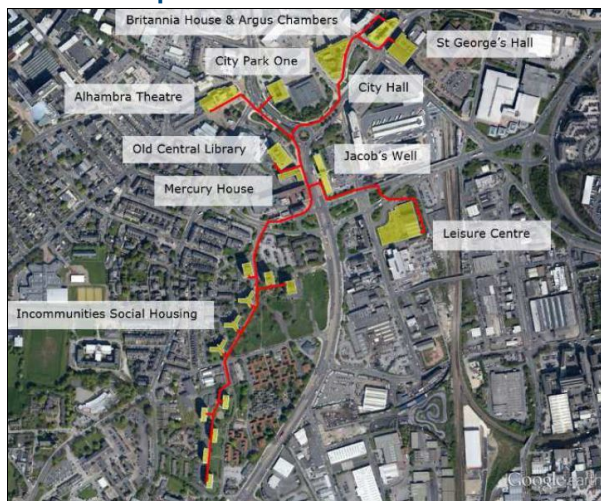 Britannia House & Argus Chambers
St George's Hall
City Park One
City Hall
Alhambra Theatre
Old Central Library
Jacob's Well
Mercury House
Leisure Centre
Incommunities Social Housing
Google earth